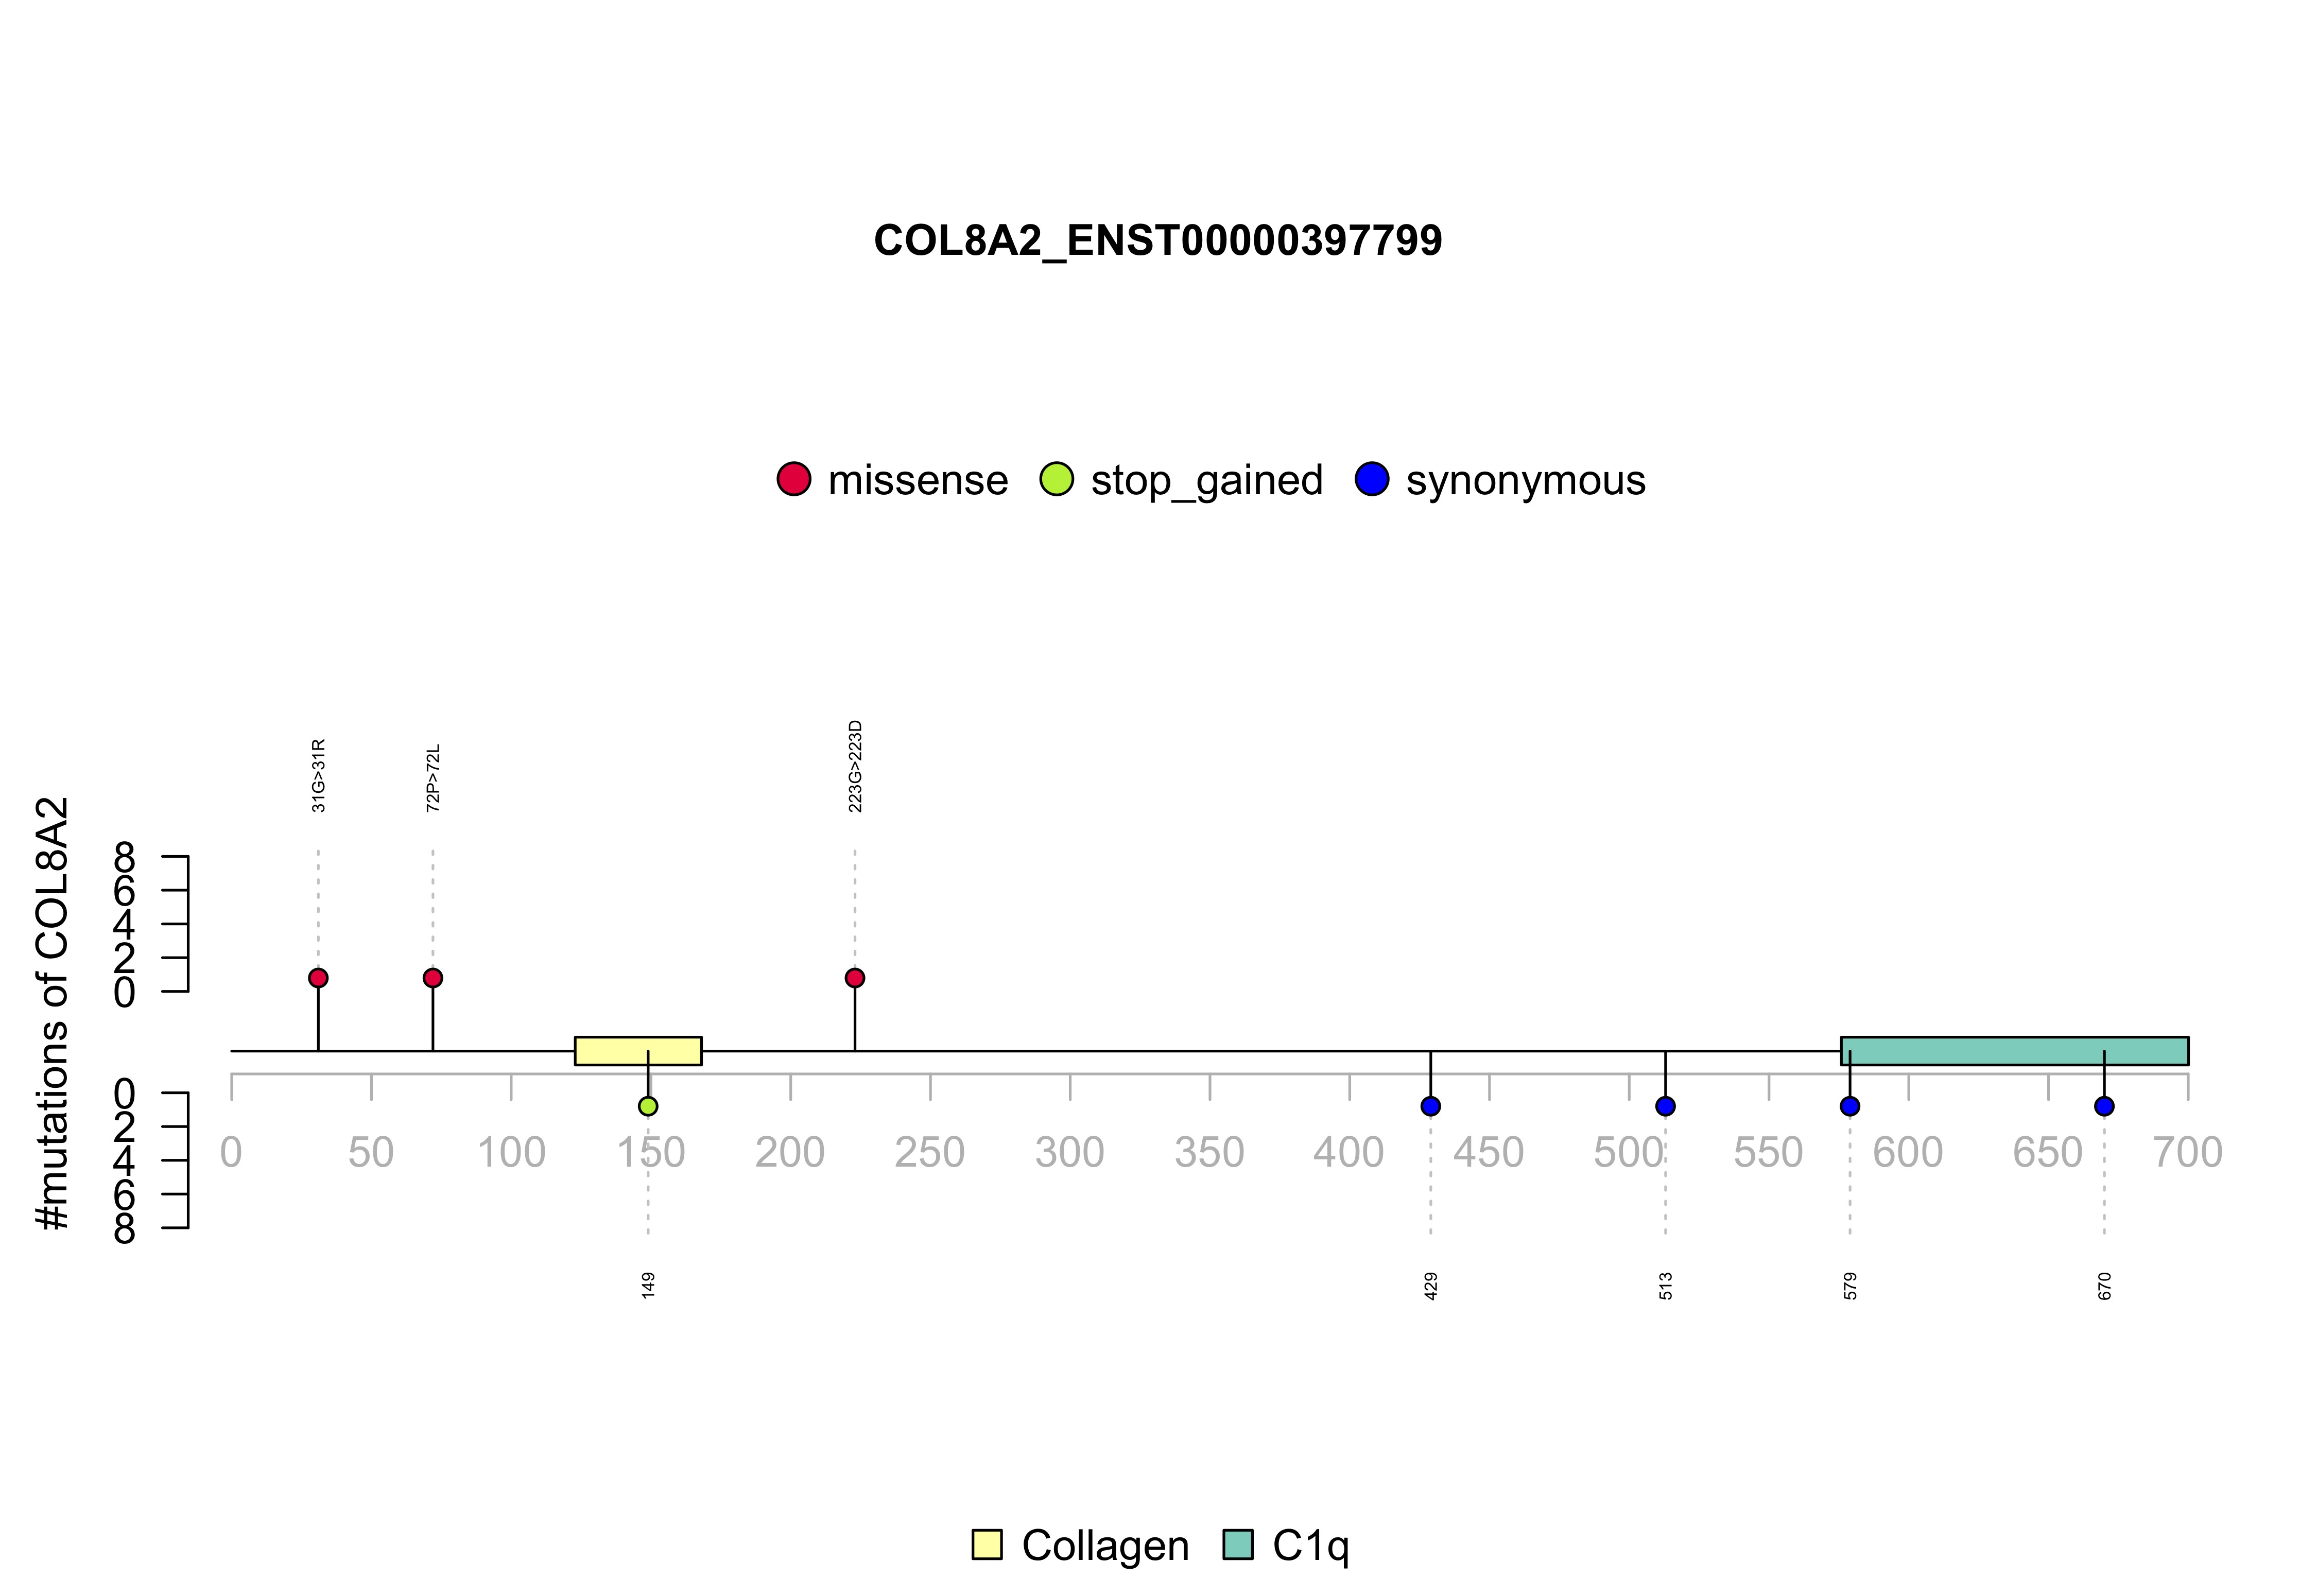 COL8A2_ENST00000397799
missense stop_gained synonymous
31G>31R 72P>72L 223G>223D
#mutations of COL8A2
8
6
4
2
0
0
2
4
6
8
0 50 100 150 200 250 300 350 400 450 500 550 600 650 700
149 429 513 579 670
Collagen C1q